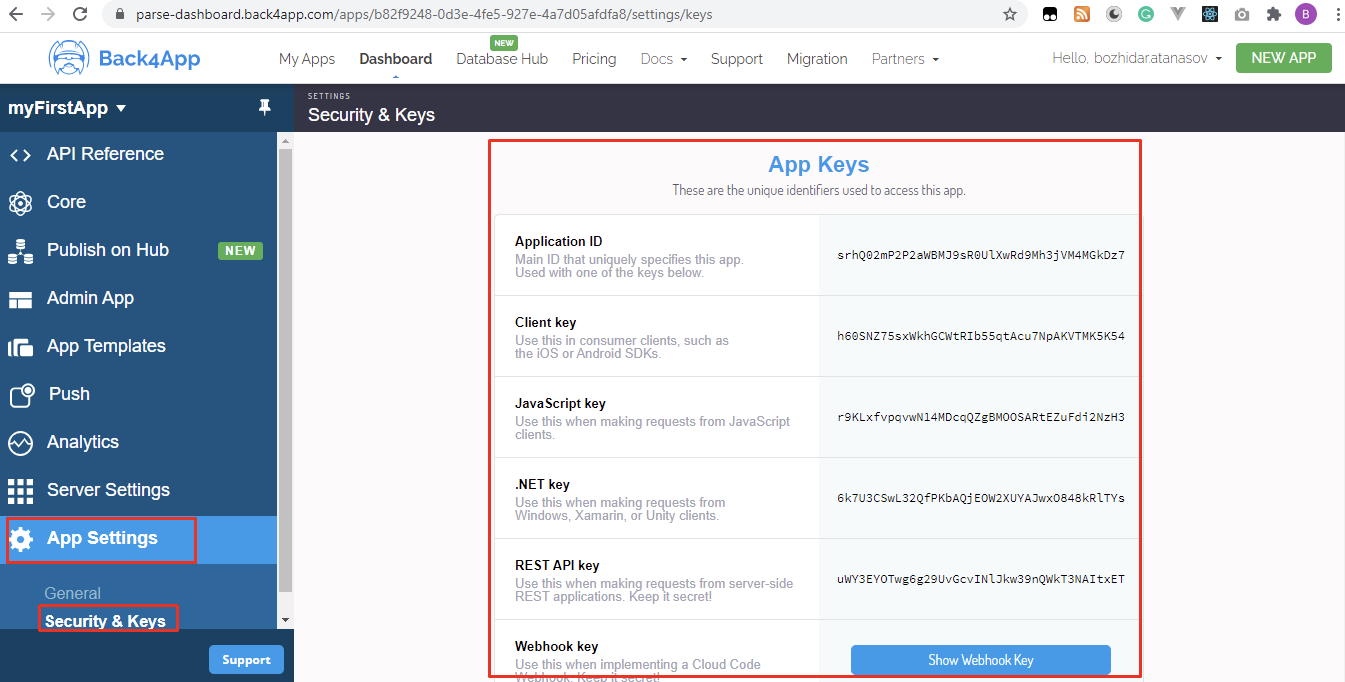 parse-dashboard.back4app.com/apps/b82f9248-0d3e-4fe5-927e-4a7d05afdfa8/settings/keys
B
Back4App
My Apps
Dashboard
NEW
Database Hub
Pricing
Docs
Support
Migration
Partners
Hello, bozhidar.atanasov
NEW APP
myFirstApp
API Reference
Core
Publish on Hub
NEW
Admin App
App Templates
Push
Analytics
Server Settings
App Settings
General
Security & Keys
Support
SETTINGS
Security & Keys
App Keys
These are the unique identifiers used to access this app.
Application ID
Main ID that uniquely specifies this app.
Used with one of the keys below.
srhQ02mP2P2aWBMJ9sR0UlXwRd9Mh3jVM4MGkDz7
Client key
Use this in consumer clients, such as
the iOS or Android SDKs.
h60SNZ75sxWkhGCWtRIb55qtAcu7NpAKVTMK5K54
JavaScript key
Use this when making requests from JavaScript
clients.
r9KLxfvpqvwNl4MDcqQZgBMOOSARtEZuFdi2NzH3
.NET key
Use this when making requests from
Windows, Xamarin, or Unity clients.
6k7U3CSwL32QfPKbAQjEOW2XUYAJwxO848kRlTYs
REST API key
Use this when making requests from server-side
REST applications. Keep it secret!
uWY3EYOTwg6g29UvGcvINlJkw39nQWkT3NAItxET
Webhook key
Use this when implementing a Cloud Code
Webhook. Keep it secret!
Show Webhook Key